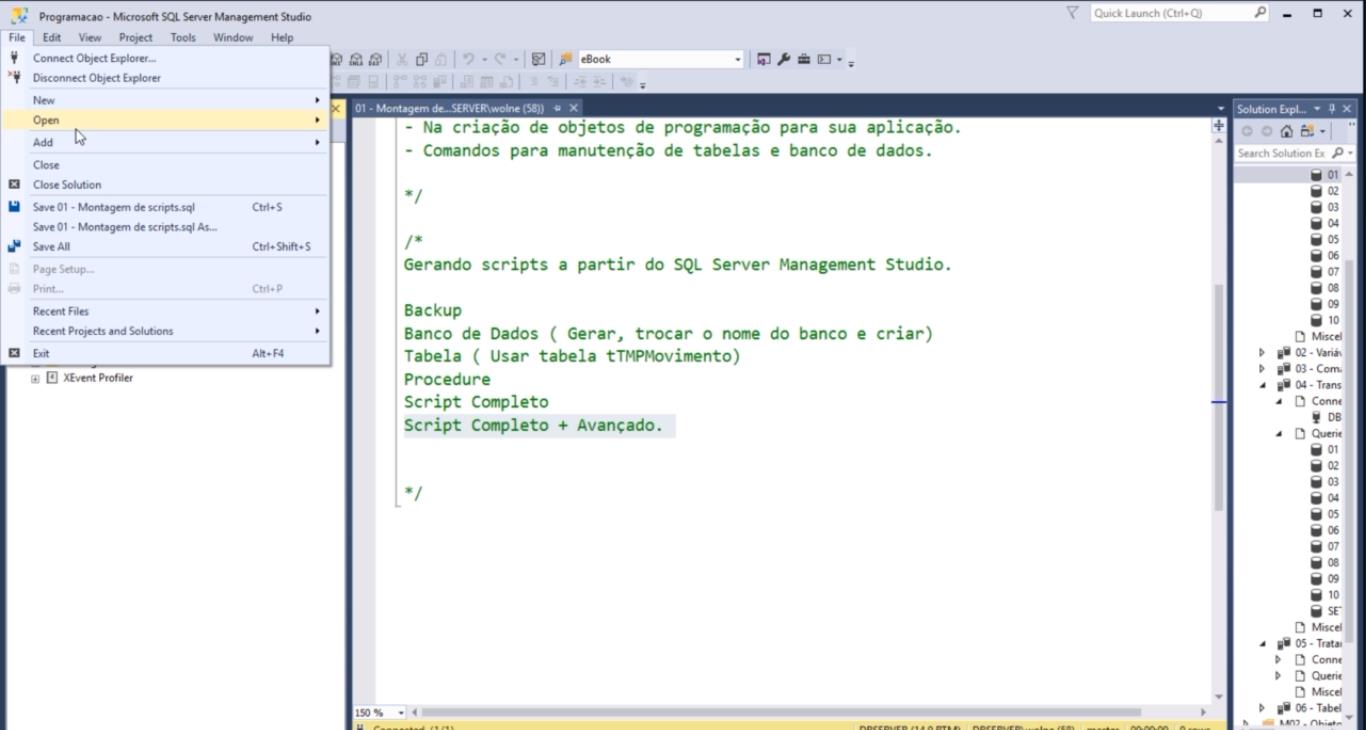 Programacao - Microsoft SQL Server Management Studio
Quick Launch (Ctrl+Q)
File Edit View Project Tools Window Help
Connect Object Explorer...
Disconnect Object Explorer
New
Open
Add
Close
Close Solution
Save 01 - Montagem de scripts.sql Ctrl+S
Save 01 - Montagem de scripts.sql As...
Save All Ctrl+Shift+S
Page Setup...
Print... Ctrl+P
Recent Files
Recent Projects and Solutions
Exit Alt+F4
XEvent Profiler
eBook
01 - Montagem de...SERVER\wolne (58))
- Na criação de objetos de programação para sua aplicação.
- Comandos para manutenção de tabelas e banco de dados.
*/
/*
Gerando scripts a partir do SQL Server Management Studio.
Backup
Banco de Dados ( Gerar, trocar o nome do banco e criar)
Tabela ( Usar tabela tTMPMovimento)
Procedure
Script Completo
Script Completo + Avançado.
*/
150 %
Connected. (1/1)
DBSERVER (14.0 RTM) DBSERVER\wolne (58) master 00:00:00 0 rows
Solution Expl...
Search Solution Ex
01
02
03
04
05
06
07
08
09
10
Miscel
02 - Variáv
03 - Com
04 - Trans
Conne
DB
Querie
01
02
03
04
05
06
07
08
09
10
SE
Miscel
05 - Trata
Conne
Querie
Miscel
06 - Tabel
M02 - Objeto